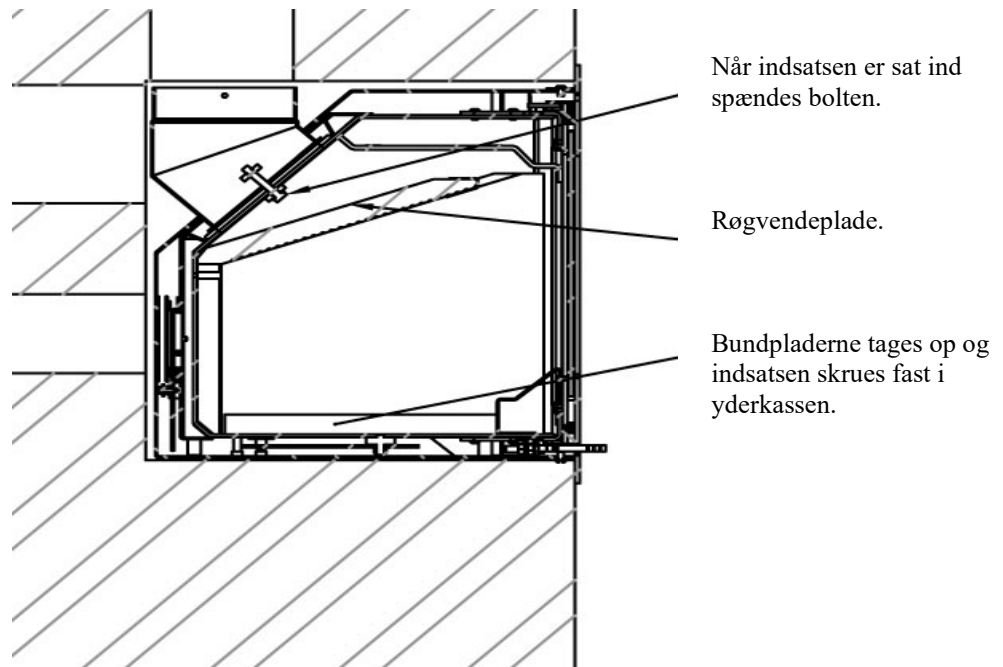 Når indsatsen er sat ind
spændes bolten.
Røgvendeplade.
Bundpladerne tages op og
indsatsen skrues fast i
yderkassen.